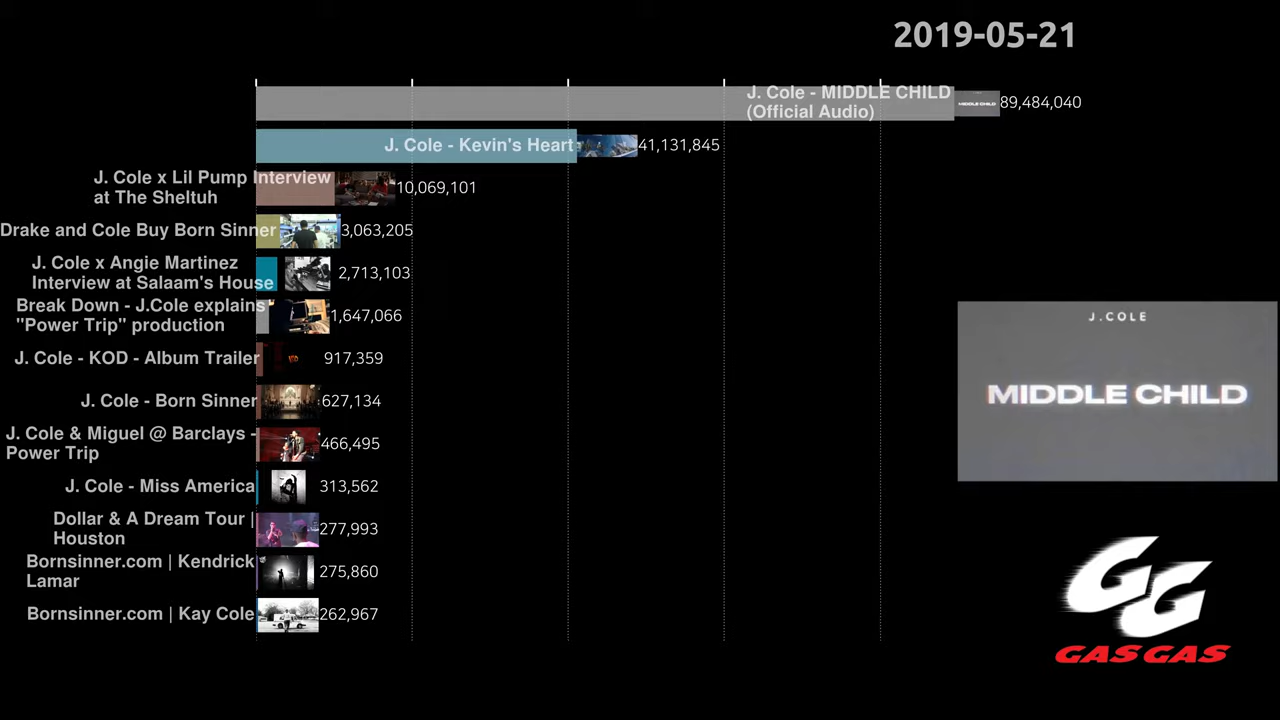 2019-05-21
J. Cole - MIDDLE CHILD
(Official Audio)
MIDDLE CHILD
89,484,040
J. Cole - Kevin's Heart
41,131,845
J. Cole x Lil Pump Interview
at The Sheltuh
10,069,101
Drake and Cole Buy Born Sinner
3,063,205
J. Cole x Angie Martinez
Interview at Salaam's House
2,713,103
Break Down - J.Cole explains
"Power Trip" production
1,647,066
J. Cole - KOD - Album Trailer
917,359
J. Cole - Born Sinner
627,134
J. Cole & Miguel @ Barclays -
Power Trip
466,495
J. Cole - Miss America
313,562
Dollar & A Dream Tour |
Houston
277,993
Bornsinner.com | Kendrick
Lamar
275,860
Bornsinner.com | Kay Cole
262,967
J.COLE
MIDDLE CHILD
GG
GAS GAS